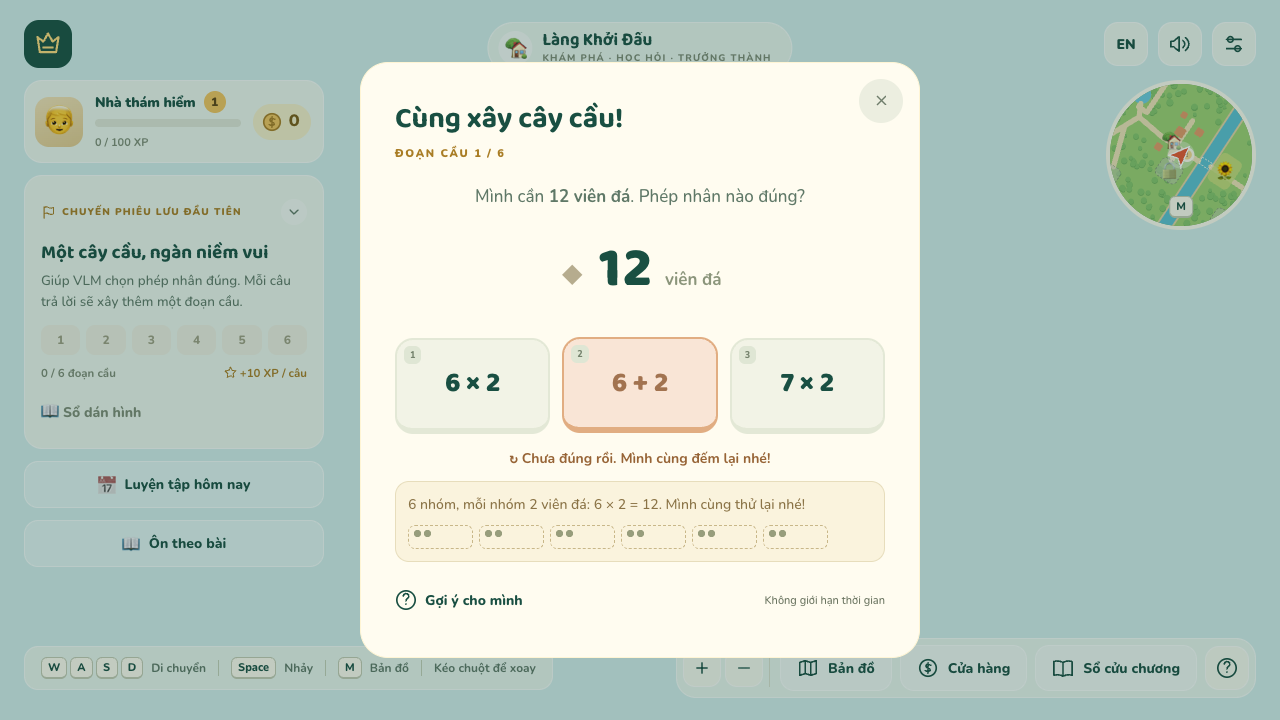 Làng Khởi Đầu
KHÁM PHÁ · HỌC HỎI · TRƯỞNG THÀNH
EN
Nhà thám hiểm 1
0 / 100 XP
0
CHUYẾN PHIÊU LƯU ĐẦU TIÊN
Một cây cầu, ngàn niềm vui
Giúp VLM chọn phép nhân đúng. Mỗi câu
trả lời sẽ xây thêm một đoạn cầu.
1 2 3 4 5 6
0 / 6 đoạn cầu +10 XP / câu
Sổ dán hình
Luyện tập hôm nay
Ôn theo bài
Cùng xây cây cầu!
ĐOẠN CẦU 1 / 6
Mình cần 12 viên đá. Phép nhân nào đúng?
12 viên đá
1 6 × 2
2 6 + 2
3 7 × 2
↻ Chưa đúng rồi. Mình cùng đếm lại nhé!
6 nhóm, mỗi nhóm 2 viên đá: 6 × 2 = 12. Mình cùng thử lại nhé!
Gợi ý cho mình
Không giới hạn thời gian
M
W A S D Di chuyển Space Nhảy M Bản đồ Kéo chuột để xoay
+ − Bản đồ Cửa hàng Sổ cửu chương